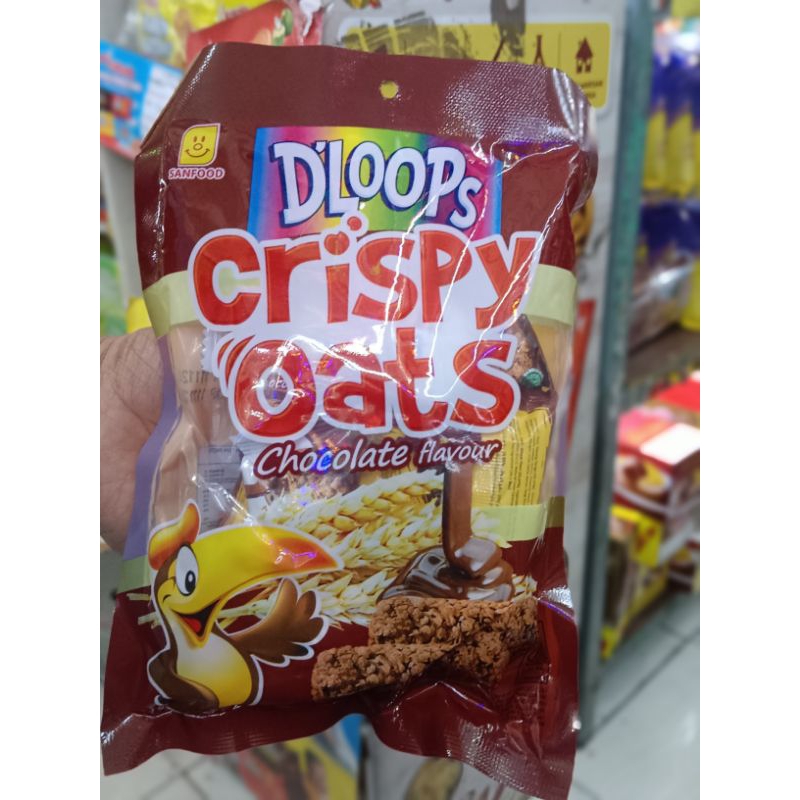 SANFOOD
D'LOOPS
crispy
Oats
Chocolate flavour